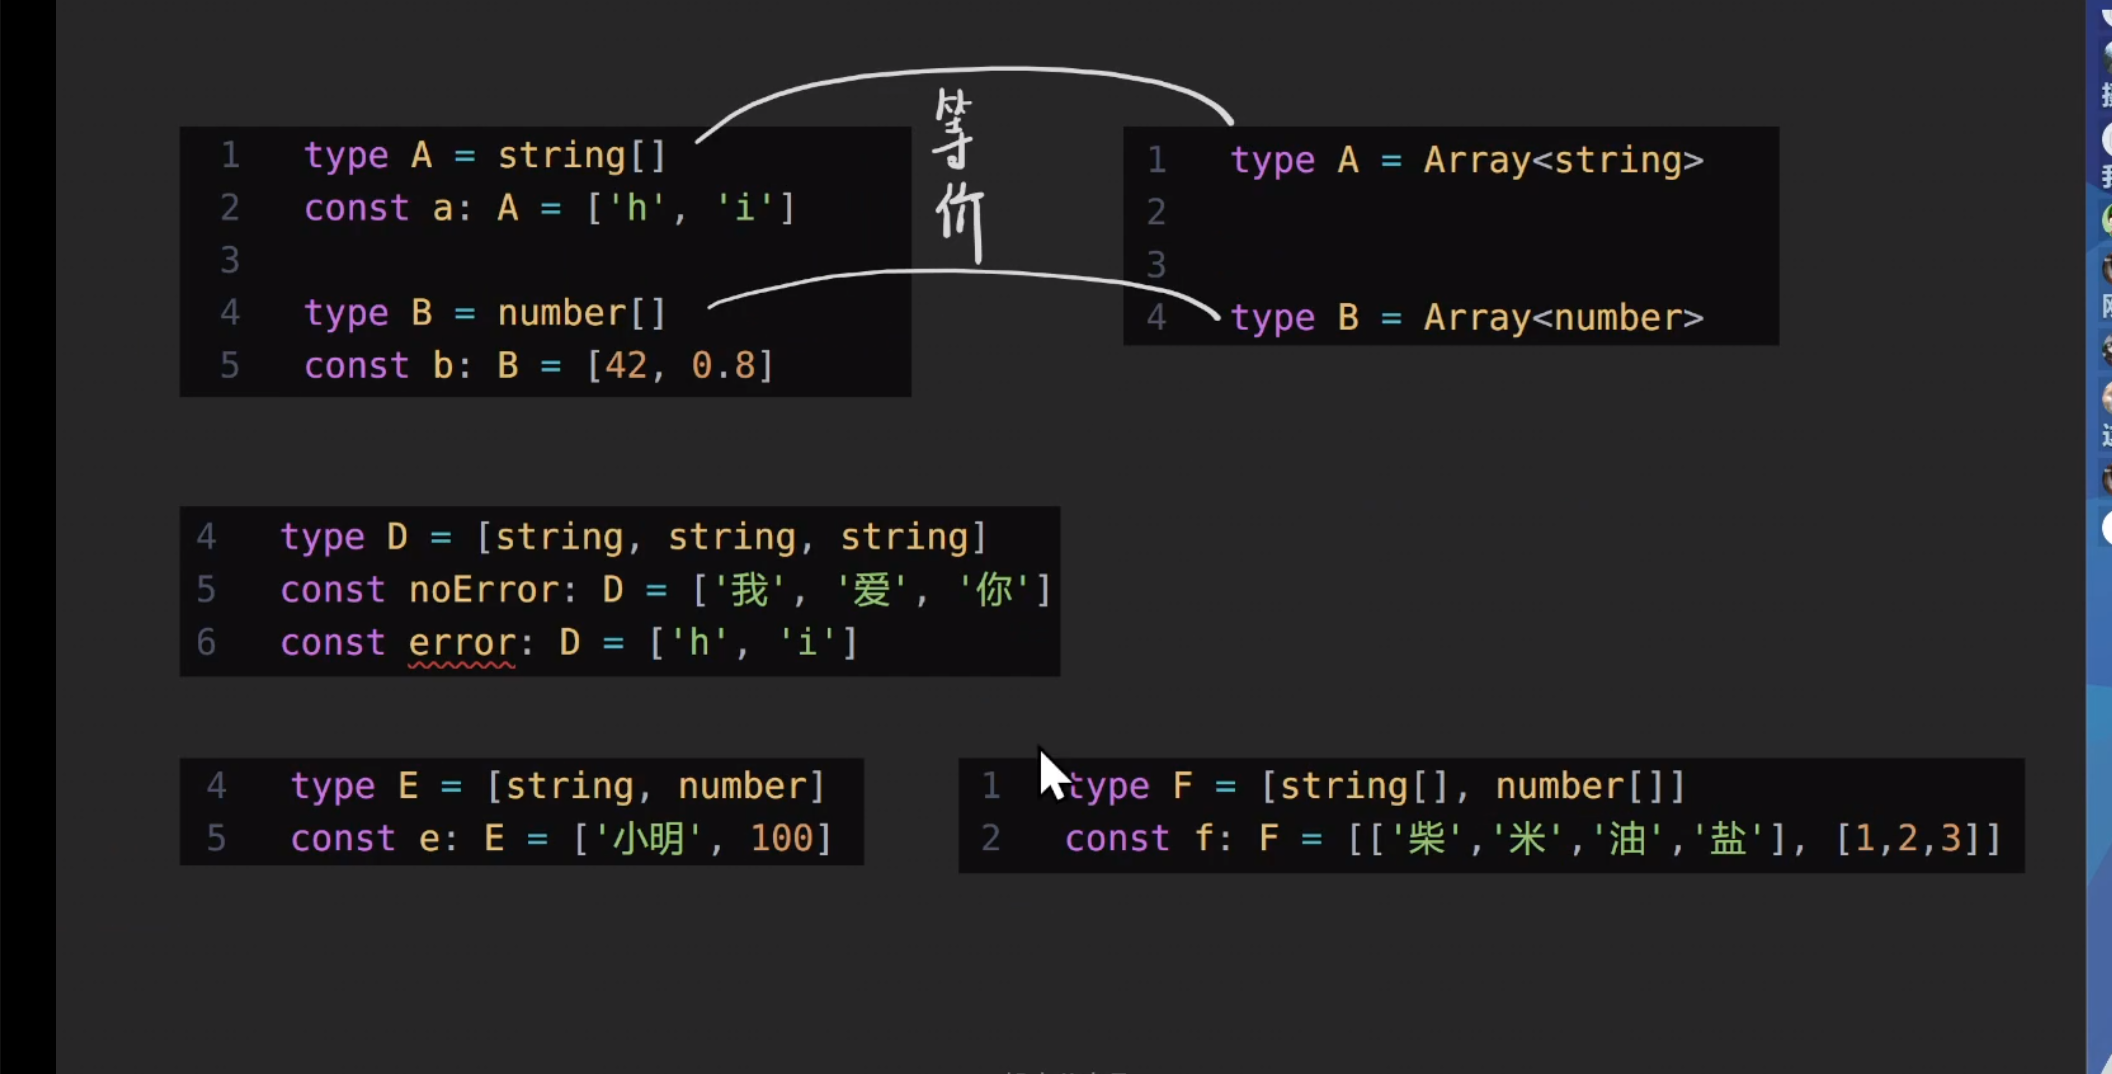 1 type A = string[]
2 const a: A = ['h', 'i']
3
4 type B = number[]
5 const b: B = [42, 0.8]
等价
1 type A = Array<string>
2
3
4 type B = Array<number>
4 type D = [string, string, string]
5 const noError: D = ['我', '爱', '你']
6 const error: D = ['h', 'i']
4 type E = [string, number]
5 const e: E = ['小明', 100]
1 type F = [string[], number[]]
2 const f: F = [['柴','米','油','盐'], [1,2,3]]